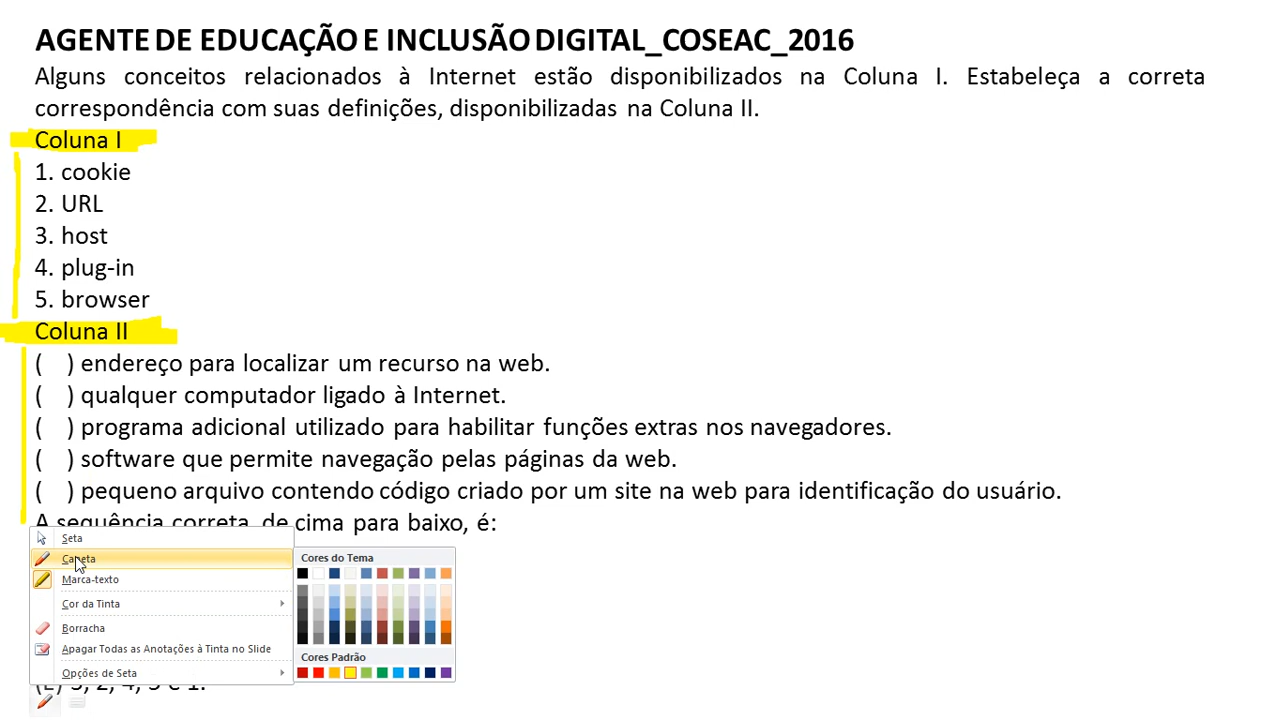 AGENTE DE EDUCAÇÃO E INCLUSÃO DIGITAL_COSEAC_2016
Alguns conceitos relacionados à Internet estão disponibilizados na Coluna I. Estabeleça a correta
correspondência com suas definições, disponibilizadas na Coluna II.
Coluna I
1. cookie
2. URL
3. host
4. plug-in
5. browser
Coluna II
( ) endereço para localizar um recurso na web.
( ) qualquer computador ligado à Internet.
( ) programa adicional utilizado para habilitar funções extras nos navegadores.
( ) software que permite navegação pelas páginas da web.
( ) pequeno arquivo contendo código criado por um site na web para identificação do usuário.
A sequência correta, de cima para baixo, é:
Seta
Caneta
Marca-texto
Cor da Tinta
Borracha
Apagar Todas as Anotações à Tinta no Slide
Opções de Seta
Cores do Tema
Cores Padrão